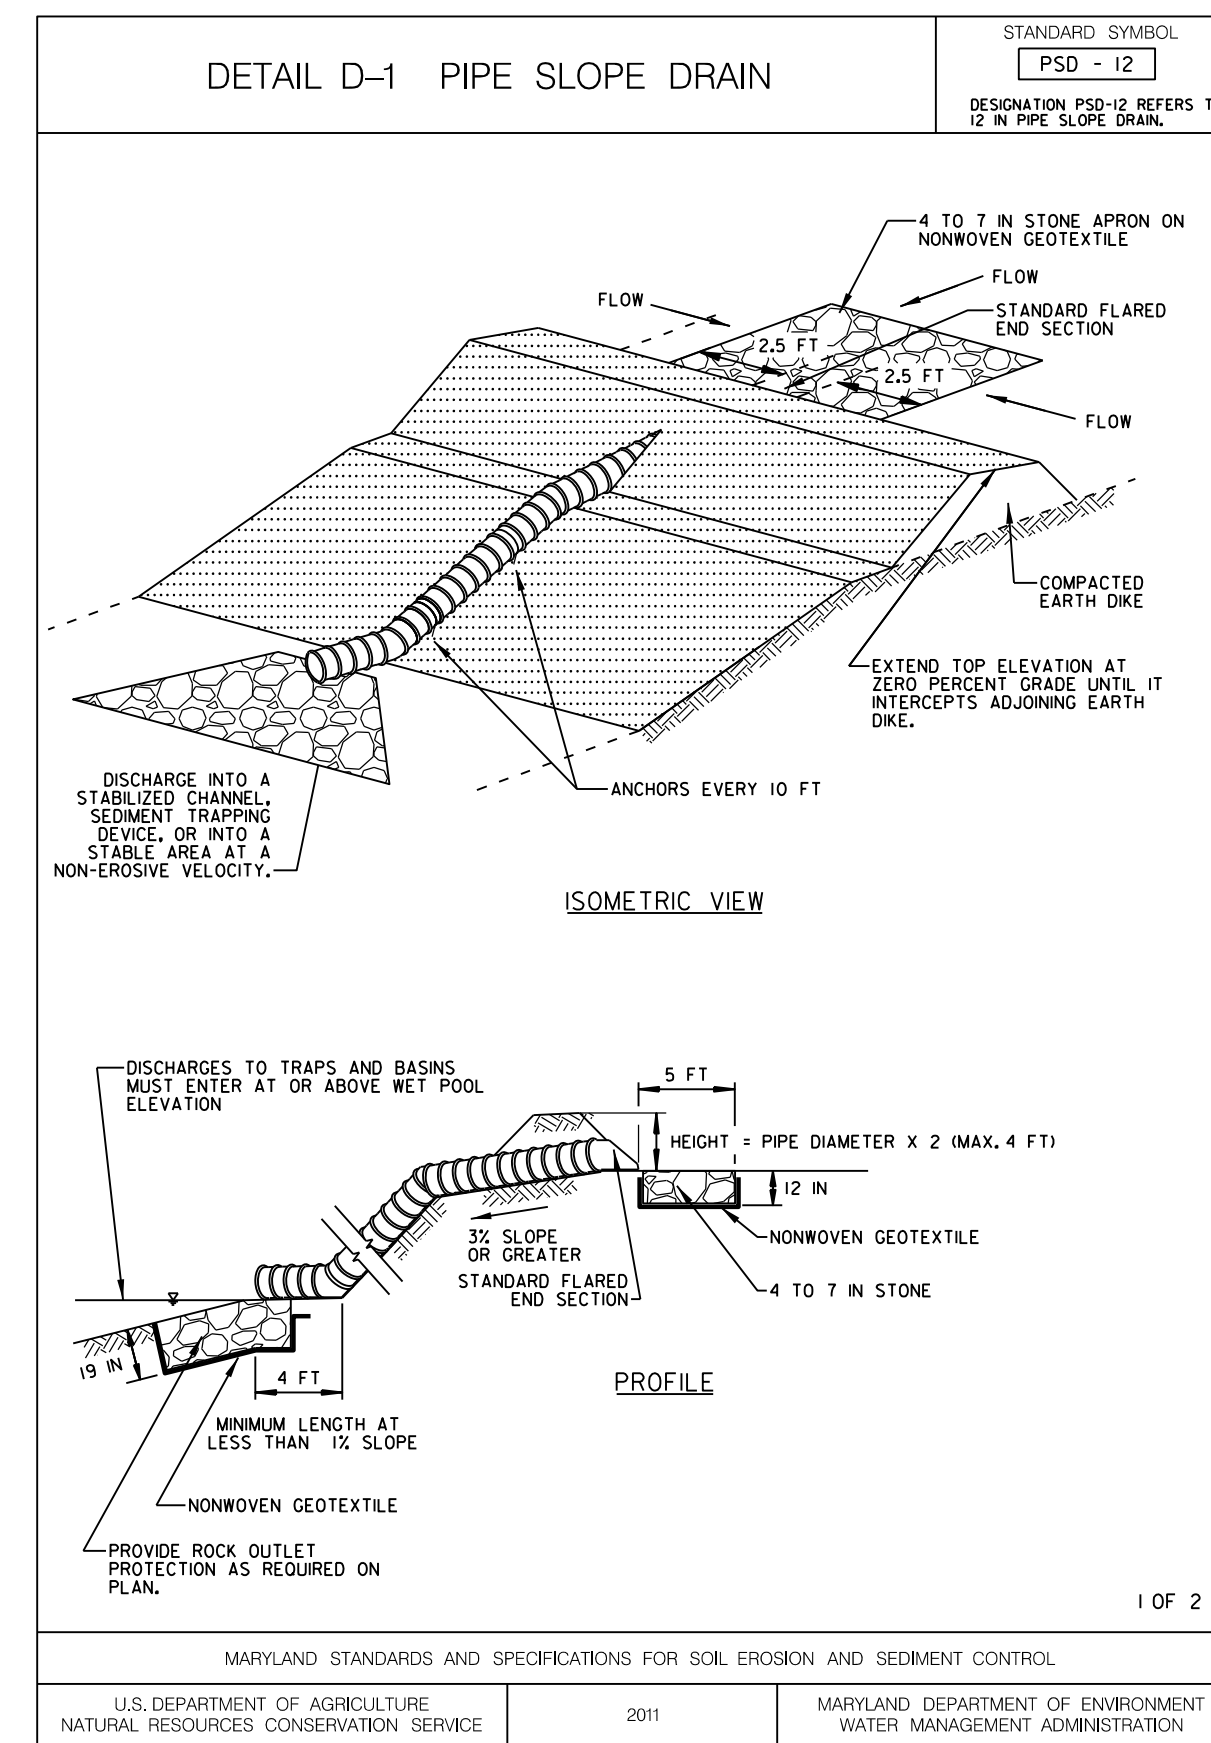 DETAIL D–1 PIPE SLOPE DRAIN
STANDARD SYMBOL
PSD - 12
DESIGNATION PSD-12 REFERS T
12 IN PIPE SLOPE DRAIN.
4 TO 7 IN STONE APRON ON
NONWOVEN GEOTEXTILE
FLOW
FLOW
STANDARD FLARED
END SECTION
2.5 FT
2.5 FT
FLOW
COMPACTED
EARTH DIKE
EXTEND TOP ELEVATION AT
ZERO PERCENT GRADE UNTIL IT
INTERCEPTS ADJOINING EARTH
DIKE.
ANCHORS EVERY 10 FT
DISCHARGE INTO A
STABILIZED CHANNEL,
SEDIMENT TRAPPING
DEVICE, OR INTO A
STABLE AREA AT A
NON-EROSIVE VELOCITY.
ISOMETRIC VIEW
DISCHARGES TO TRAPS AND BASINS
MUST ENTER AT OR ABOVE WET POOL
ELEVATION
5 FT
HEIGHT = PIPE DIAMETER X 2 (MAX. 4 FT)
12 IN
3% SLOPE
OR GREATER
NONWOVEN GEOTEXTILE
STANDARD FLARED
END SECTION
4 TO 7 IN STONE
19 IN
4 FT
PROFILE
MINIMUM LENGTH AT
LESS THAN 1% SLOPE
NONWOVEN GEOTEXTILE
PROVIDE ROCK OUTLET
PROTECTION AS REQUIRED ON
PLAN.
1 OF 2
MARYLAND STANDARDS AND SPECIFICATIONS FOR SOIL EROSION AND SEDIMENT CONTROL
U.S. DEPARTMENT OF AGRICULTURE
NATURAL RESOURCES CONSERVATION SERVICE
2011
MARYLAND DEPARTMENT OF ENVIRONMENT
WATER MANAGEMENT ADMINISTRATION